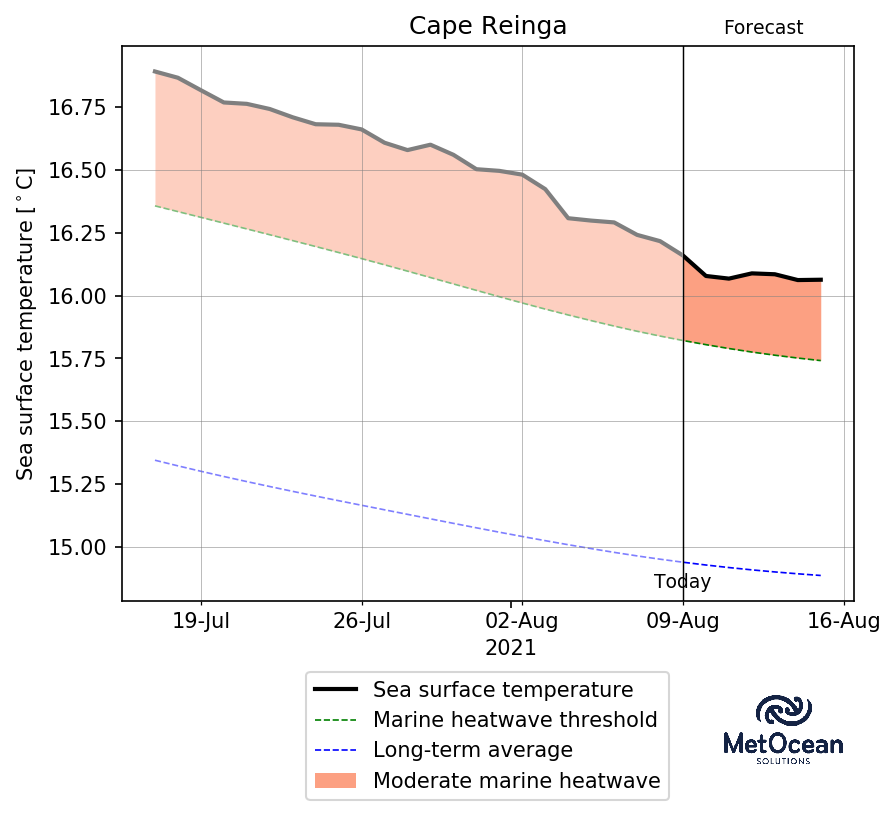 Cape Reinga
Forecast
Sea surface temperature [°C]
16.75
16.50
16.25
16.00
15.75
15.50
15.25
15.00
Today
19-Jul 26-Jul 02-Aug 09-Aug 16-Aug
2021
Sea surface temperature
Marine heatwave threshold
Long-term average
Moderate marine heatwave
MetOcean
SOLUTIONS